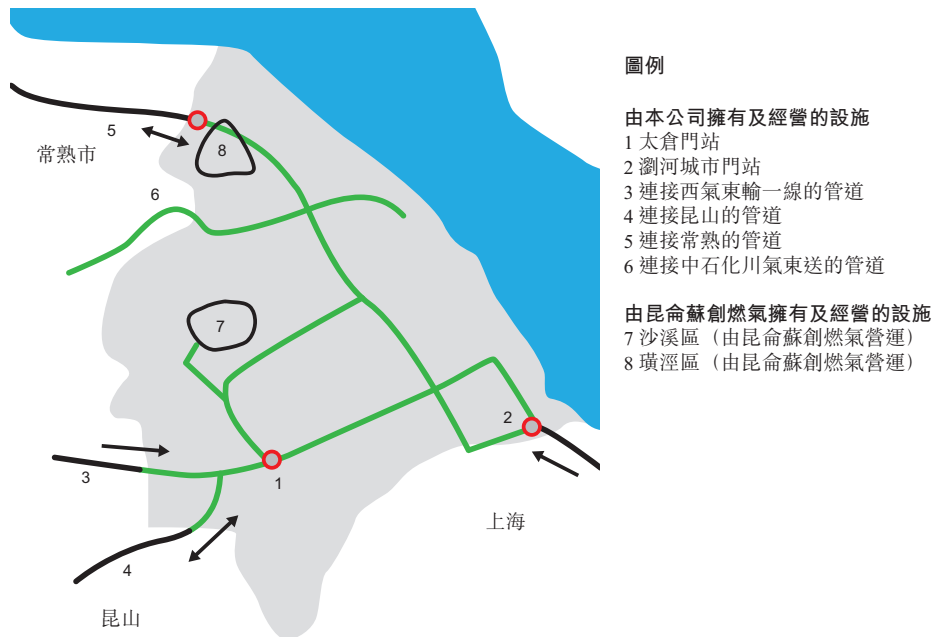 5
常熟市
8
6
7
3
1
2
4
昆山
上海
圖例
由本公司擁有及經營的設施
1 太倉門站
2 瀏河城市門站
3 連接西氣東輸一線的管道
4 連接昆山的管道
5 連接常熟的管道
6 連接中石化川氣東送的管道
由昆侖蘇創燃氣擁有及經營的設施
7 沙溪區（由昆侖蘇創燃氣營運）
8 璜涇區（由昆侖蘇創燃氣營運）